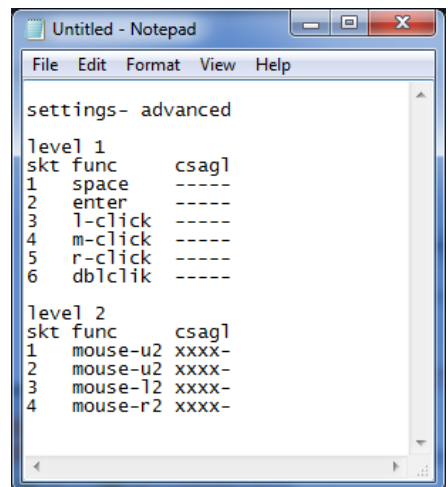 Untitled - Notepad
File Edit Format View Help
settings- advanced
level 1
skt func csagl
1 space -----
2 enter -----
3 l-click -----
4 m-click -----
5 r-click -----
6 dblclik -----
level 2
skt func csagl
1 mouse-u2 xxxx-
2 mouse-u2 xxxx-
3 mouse-l2 xxxx-
4 mouse-r2 xxxx-